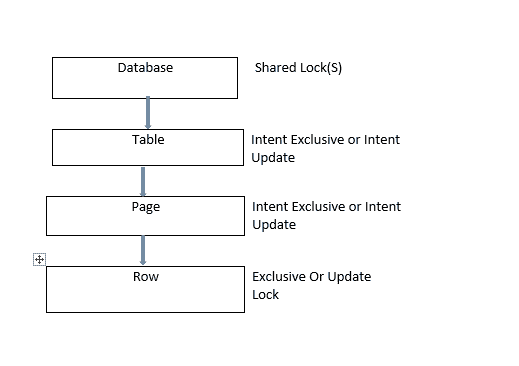 Database
Shared Lock(S)
Table
Intent Exclusive or Intent
Update
Page
Intent Exclusive or Intent
Update
Row
Exclusive Or Update
Lock